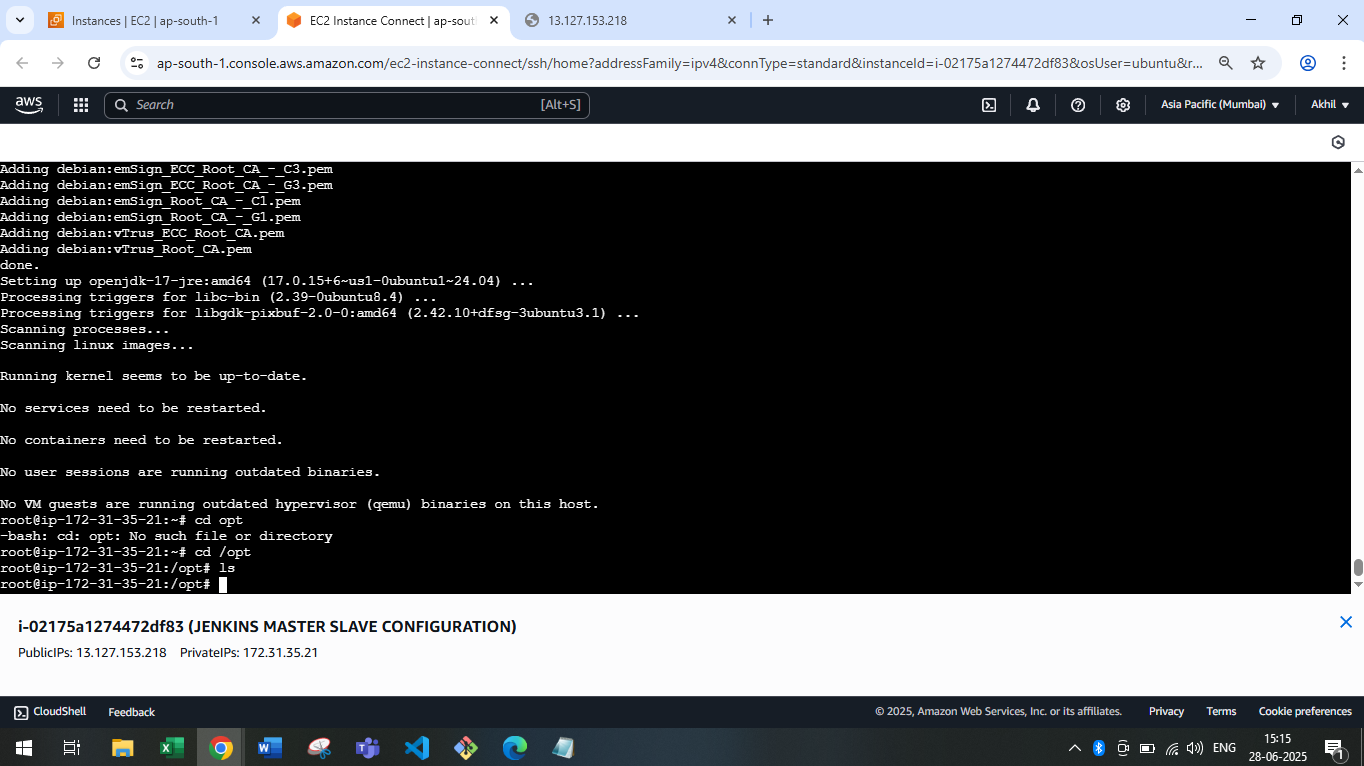 Instances | EC2 | ap-south-1
EC2 Instance Connect | ap-sout
13.127.153.218
ap-south-1.console.aws.amazon.com/ec2-instance-connect/ssh/home?addressFamily=ipv4&connType=standard&instanceId=i-02175a1274472df83&osUser=ubuntu&r...
aws
Search
[Alt+S]
Asia Pacific (Mumbai)
Akhil
Adding debian:emSign_ECC_Root_CA_-_C3.pem
Adding debian:emSign_ECC_Root_CA_-_G3.pem
Adding debian:emSign_Root_CA_-_C1.pem
Adding debian:emSign_Root_CA_-_G1.pem
Adding debian:vTrus_ECC_Root_CA.pem
Adding debian:vTrus_Root_CA.pem
done.
Setting up openjdk-17-jre:amd64 (17.0.15+6~us1-0ubuntu1~24.04) ...
Processing triggers for libc-bin (2.39-0ubuntu8.4) ...
Processing triggers for libgdk-pixbuf-2.0-0:amd64 (2.42.10+dfsg-3ubuntu3.1) ...
Scanning processes...
Scanning linux images...
Running kernel seems to be up-to-date.
No services need to be restarted.
No containers need to be restarted.
No user sessions are running outdated binaries.
No VM guests are running outdated hypervisor (qemu) binaries on this host.
root@ip-172-31-35-21:~# cd opt
-bash: cd: opt: No such file or directory
root@ip-172-31-35-21:~# cd /opt
root@ip-172-31-35-21:/opt# ls
root@ip-172-31-35-21:/opt#
i-02175a1274472df83 (JENKINS MASTER SLAVE CONFIGURATION)
PublicIPs: 13.127.153.218 PrivateIPs: 172.31.35.21
CloudShell Feedback
© 2025, Amazon Web Services, Inc. or its affiliates. Privacy Terms Cookie preferences
ENG
15:15
28-06-2025
1